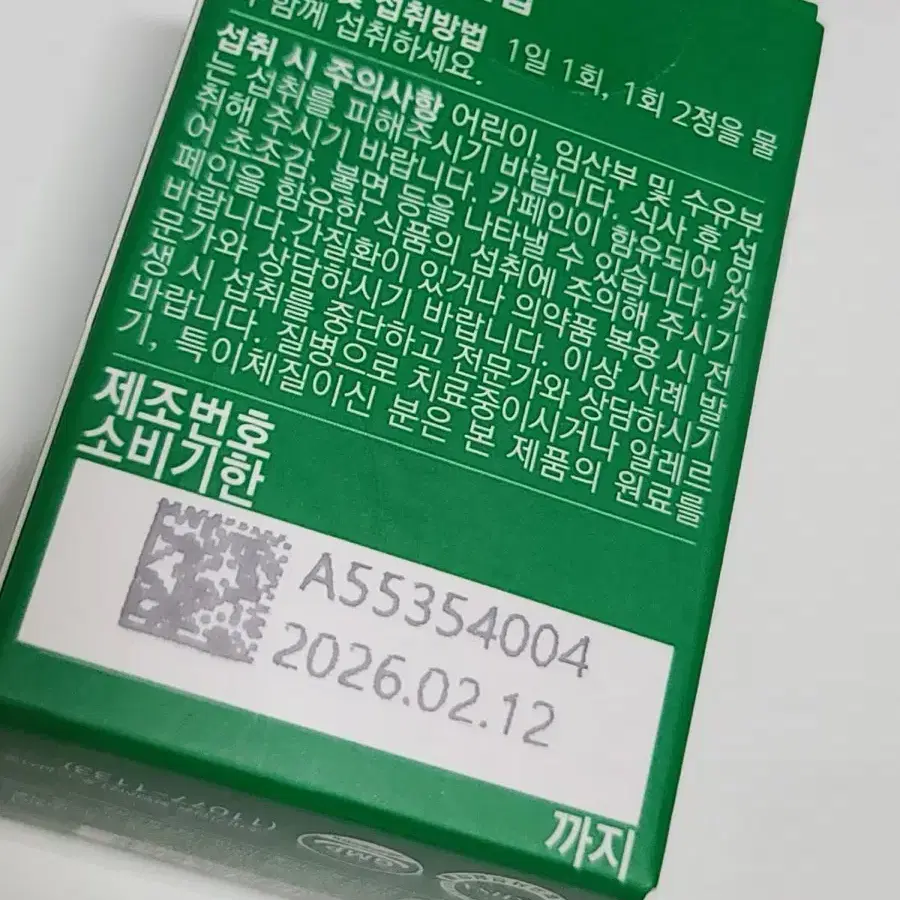 섭취방법 1일 1회, 1회 2정을 물
함께 섭취하세요.
섭취 시 주의사항 어린이, 임산부 및 수유부
는 섭취를 피해주시기 바랍니다. 식사 후 섭
취해 주시기 바랍니다. 카페인이 함유되어 있
어 초조감, 불면 등을 나타낼 수 있습니다. 카
페인을 함유한 식품의 섭취에 주의해 주시기
바랍니다. 간질환이 있거나 의약품 복용 시 전
문가와 상담하시기 바랍니다. 이상 사례 발
생 시 섭취를 중단하고 전문가와 상담하시기
바랍니다. 질병으로 치료중이시거나 알레르
기, 특이체질이신 분은 본 제품의 원료를
제조번호
소비기한
A55354004
2026.02.12
까지
GMP